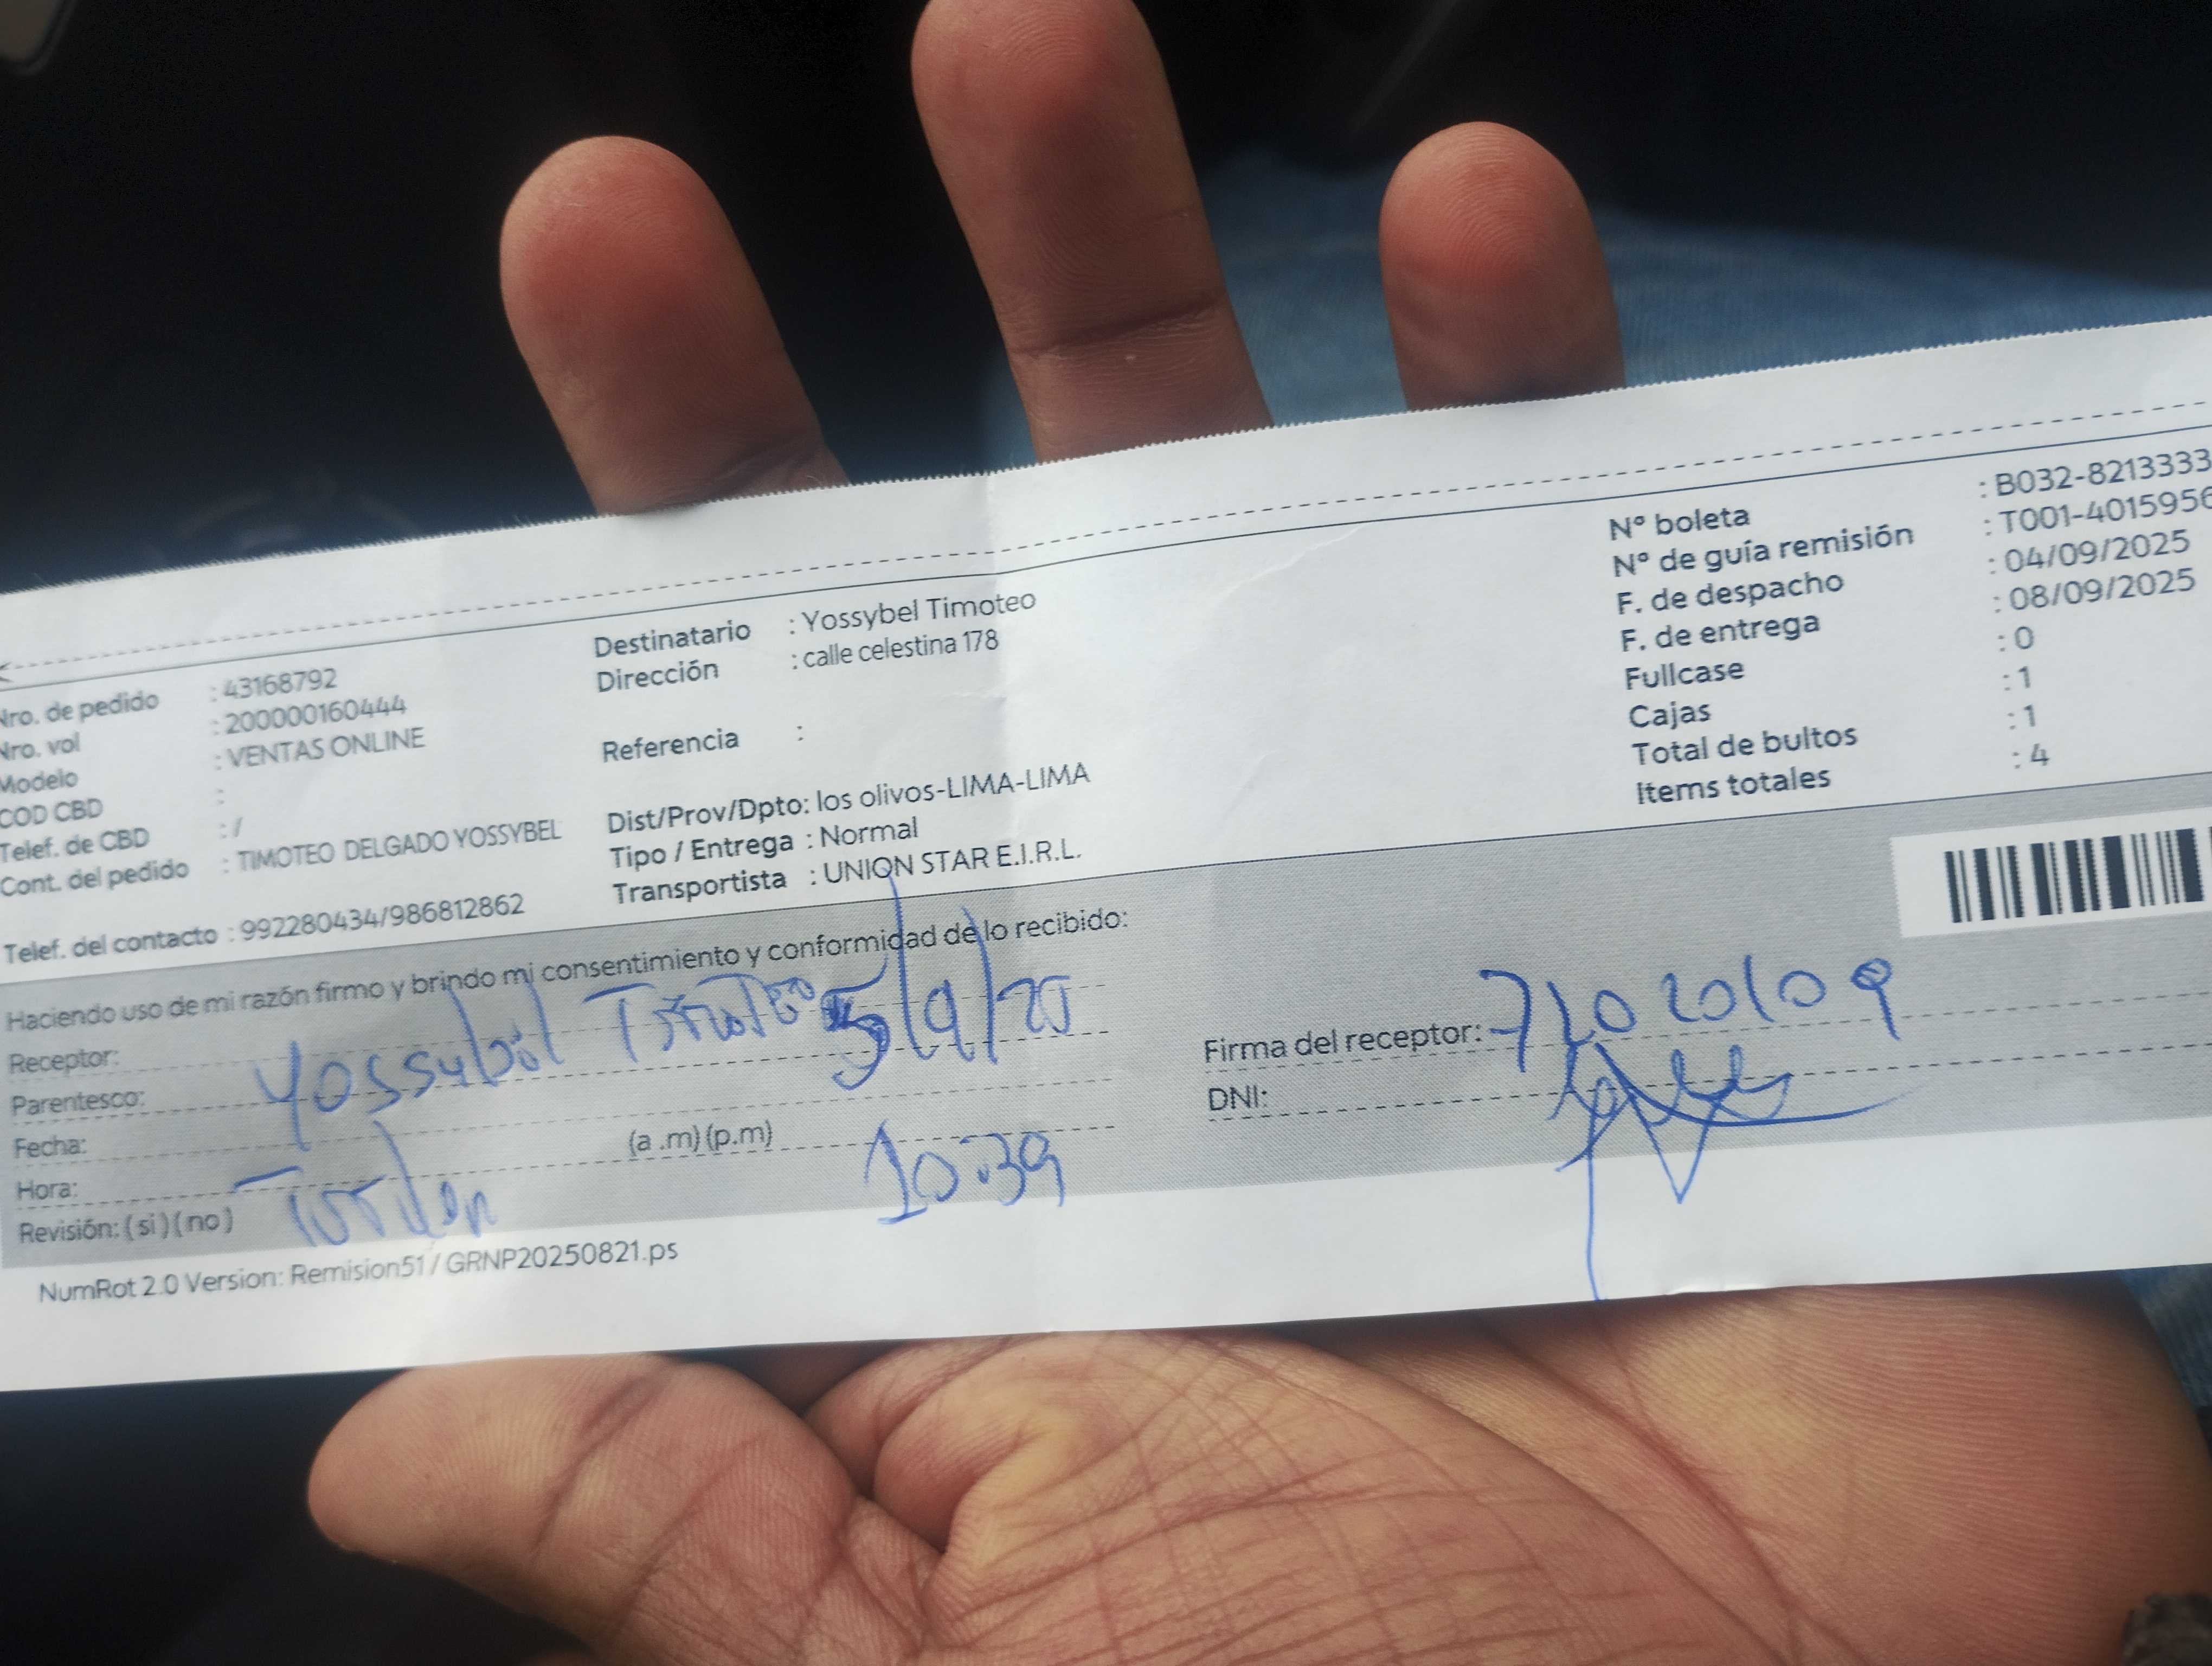 Nro. de pedido : 43168792
Nro. vol : 200000160444
Modelo : VENTAS ONLINE
COD CBD :
Telef. de CBD : /
Cont. del pedido : TIMOTEO DELGADO YOSSYBEL
Telef. del contacto : 992280434/986812862
Destinatario : Yossybel Timoteo
Dirección : calle celestina 178
Referencia :
Dist/Prov/Dpto: los olivos-LIMA-LIMA
Tipo / Entrega : Normal
Transportista : UNION STAR E.I.R.L.
N° boleta : B032-8213333
N° de guía remisión : T001-4015956
F. de despacho : 04/09/2025
F. de entrega : 08/09/2025
Fullcase : 0
Cajas : 1
Total de bultos : 1
Items totales : 4
Haciendo uso de mi razón firmo y brindo mi consentimiento y conformidad de lo recibido:
Receptor: Yossybel Timoteo 5/9/25
Parentesco:
Fecha:
Hora: (a .m) (p.m) 10:39
Revisión: ( si ) ( no )
Firma del receptor:
DNI:
NumRot 2.0 Version: Remision51 / GRNP20250821.ps